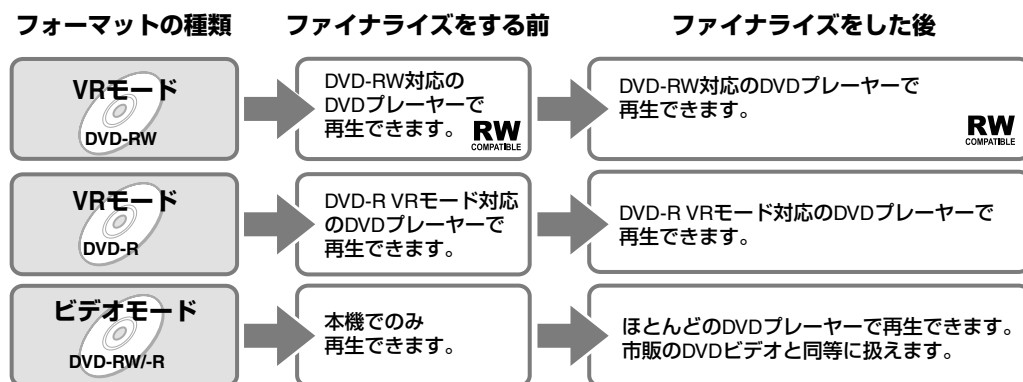 フォーマットの種類
ファイナライズをする前
ファイナライズをした後
VRモード
DVD-RW
DVD-RW対応の
DVDプレーヤーで
再生できます。
RW
COMPATIBLE
DVD-RW対応のDVDプレーヤーで
再生できます。
RW
COMPATIBLE
VRモード
DVD-R
DVD-R VRモード対応
のDVDプレーヤーで
再生できます。
DVD-R VRモード対応のDVDプレーヤーで
再生できます。
ビデオモード
DVD-RW/-R
本機でのみ
再生できます。
ほとんどのDVDプレーヤーで再生できます。
市販のDVDビデオと同等に扱えます。